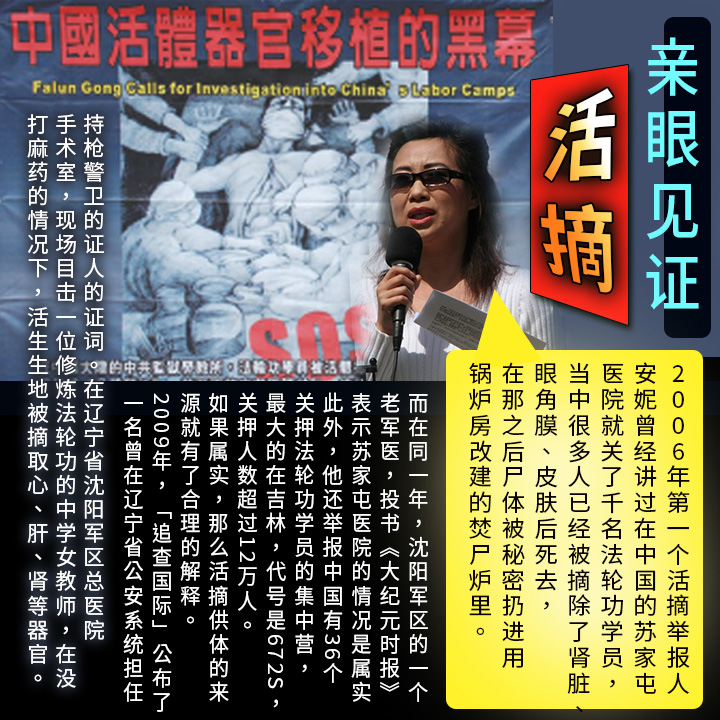 中國活體器官移植的黑幕
Falun Gong Calls for Investigation into China's Labor Camps
SOS
亲眼见证
活摘
2006年第一个活摘举报人
安妮曾经讲过在中国的苏家屯
医院就关了千名法轮功学员，
当中很多人已经被摘除了肾脏、
眼角膜、皮肤后死去，
在那之后尸体被秘密扔进用
锅炉房改建的焚尸炉里。
而在同一年，沈阳军区的一个
老军医，投书《大纪元时报》
表示苏家屯医院的情况是属实
此外，他还举报中国有36个
关押法轮功学员的集中营，
最大的在吉林，代号是672S，
关押人数超过12万人。
如果属实，那么活摘供体的来
源就有了合理的解释。
2009年，「追查国际」公布了
一名曾在辽宁省公安系统担任
持枪警卫的证人的证词。在辽宁省沈阳军区总医院
手术室，现场目击一位修炼法轮功的中学女教师，在没
打麻药的情况下，活生生地被摘取心、肝、肾等器官。